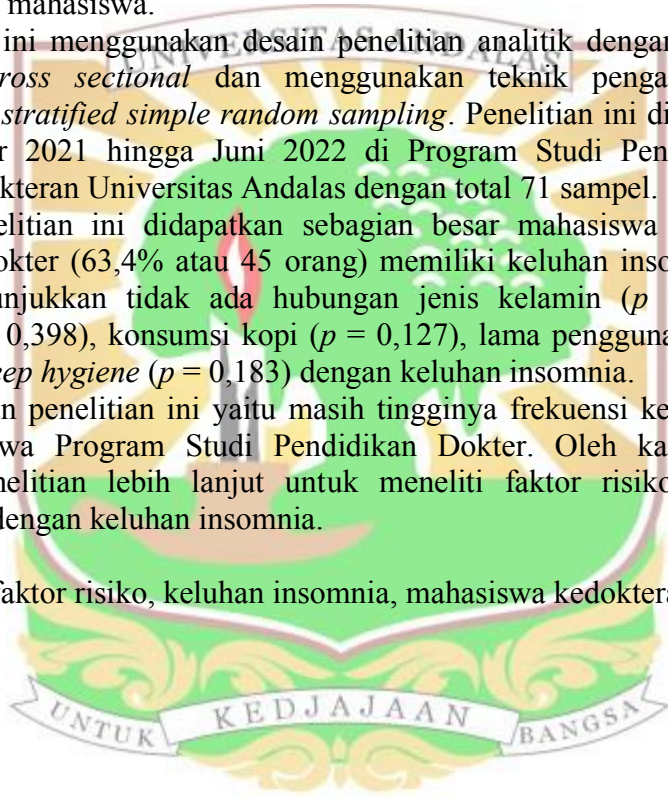 mahasiswa.
ini menggunakan desain penelitian analitik dengan
ross sectional dan menggunakan teknik penga
stratified simple random sampling. Penelitian ini di
r 2021 hingga Juni 2022 di Program Studi Pen
kteran Universitas Andalas dengan total 71 sampel.
elitian ini didapatkan sebagian besar mahasiswa
okter (63,4% atau 45 orang) memiliki keluhan inso
unjukkan tidak ada hubungan jenis kelamin (p
0,398), konsumsi kopi (p = 0,127), lama pengguna
eep hygiene (p = 0,183) dengan keluhan insomnia.
n penelitian ini yaitu masih tingginya frekuensi ke
wa Program Studi Pendidikan Dokter. Oleh ka
nelitian lebih lanjut untuk meneliti faktor risiko
dengan keluhan insomnia.
faktor risiko, keluhan insomnia, mahasiswa kedoktera
UNIVERSITAS ANDALAS
UNTUK KEDJAJAAN BANGSA